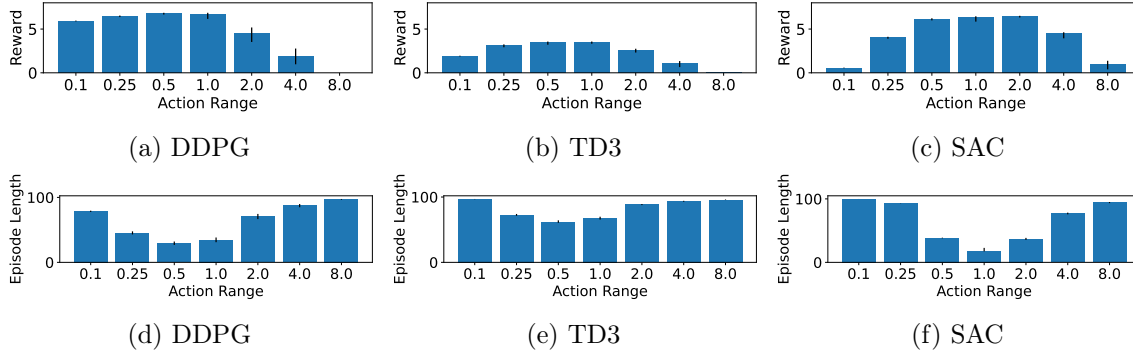 Reward
5
0
0.1 0.25 0.5 1.0 2.0 4.0 8.0
Action Range
(a) DDPG
Reward
5
0
0.1 0.25 0.5 1.0 2.0 4.0 8.0
Action Range
(b) TD3
Reward
5
0
0.1 0.25 0.5 1.0 2.0 4.0 8.0
Action Range
(c) SAC
Episode Length
100
0
0.1 0.25 0.5 1.0 2.0 4.0 8.0
Action Range
(d) DDPG
Episode Length
100
0
0.1 0.25 0.5 1.0 2.0 4.0 8.0
Action Range
(e) TD3
Episode Length
100
0
0.1 0.25 0.5 1.0 2.0 4.0 8.0
Action Range
(f) SAC